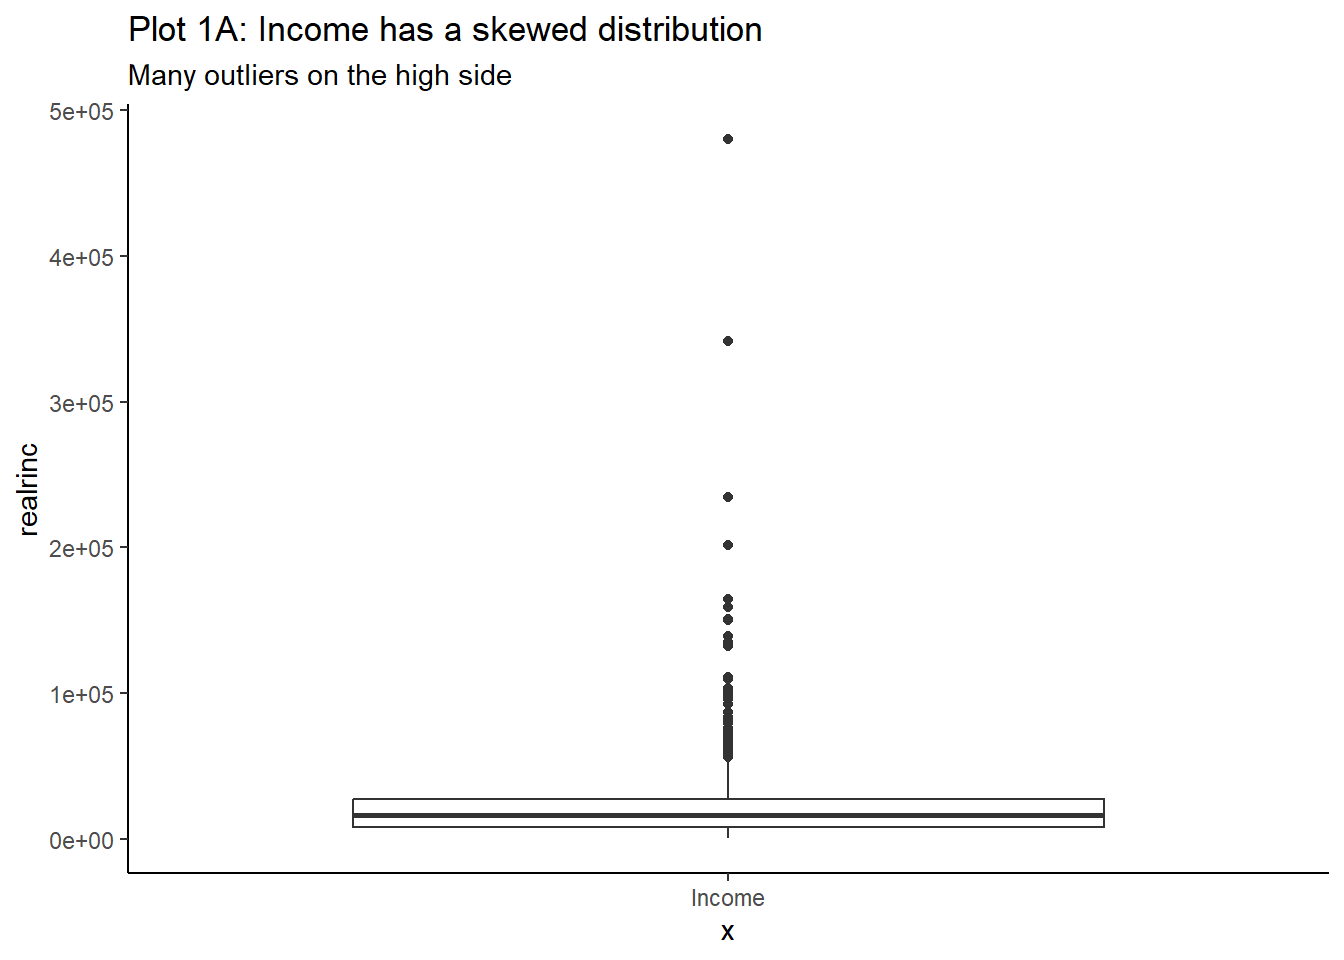 Plot 1A: Income has a skewed distribution
Many outliers on the high side
5e+05
4e+05
3e+05
2e+05
1e+05
0e+00
realrinc
Income
x